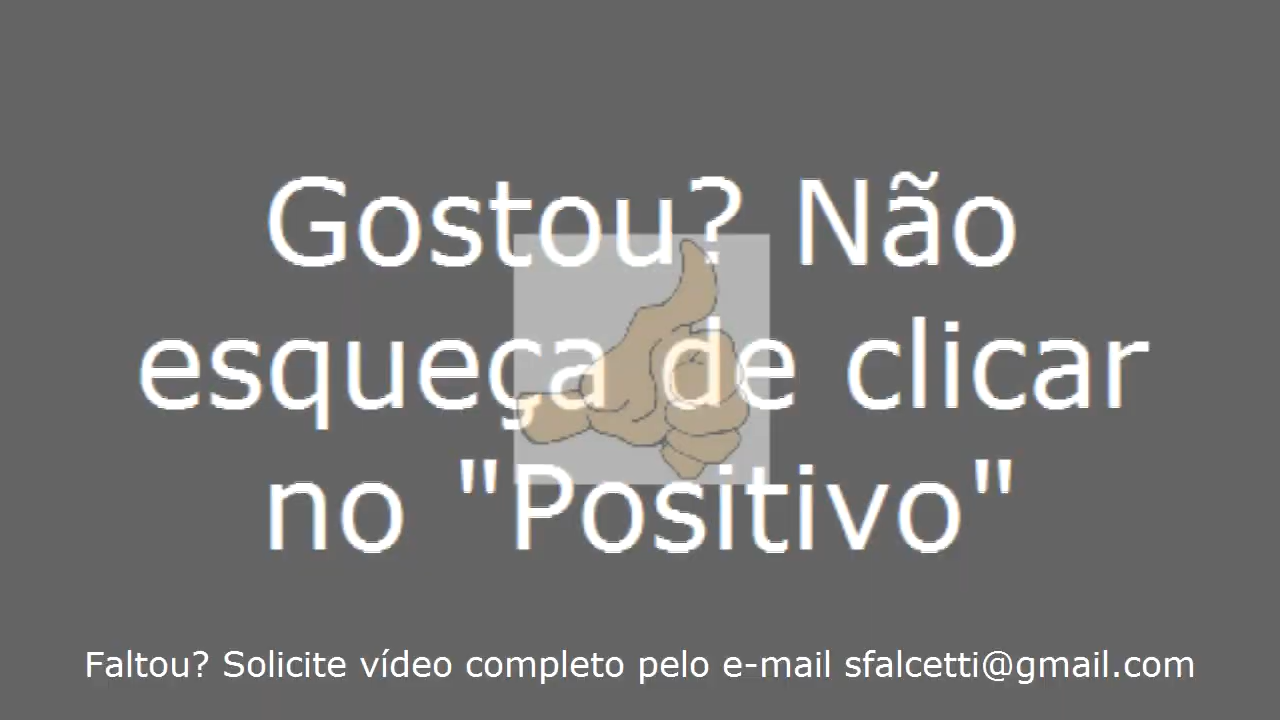 Gostou? Não
esqueça de clicar
no "Positivo"
Faltou? Solicite vídeo completo pelo e-mail sfalcetti@gmail.com